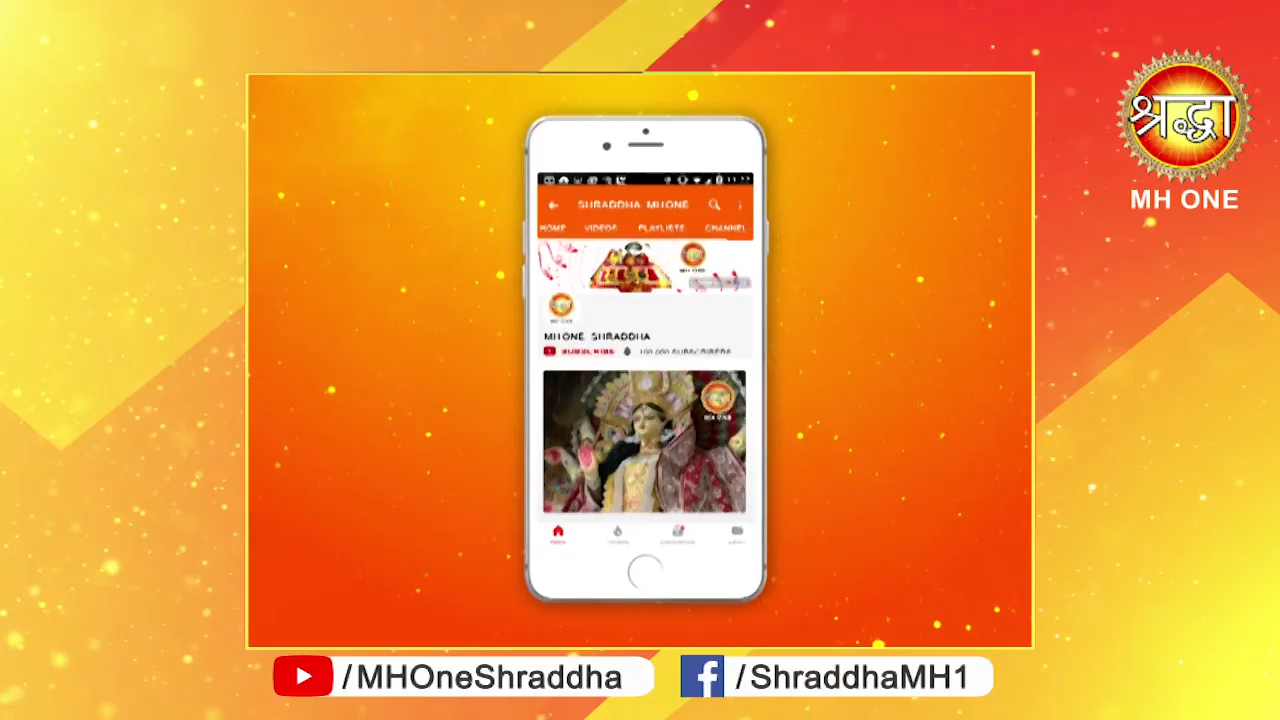 श्रद्धा
MH ONE
SHRADDHA MHONE
HOME VIDEOS PLAYLISTS CHANNEL
MHONE SHRADDHA
/MHOneShraddha
/ShraddhaMH1